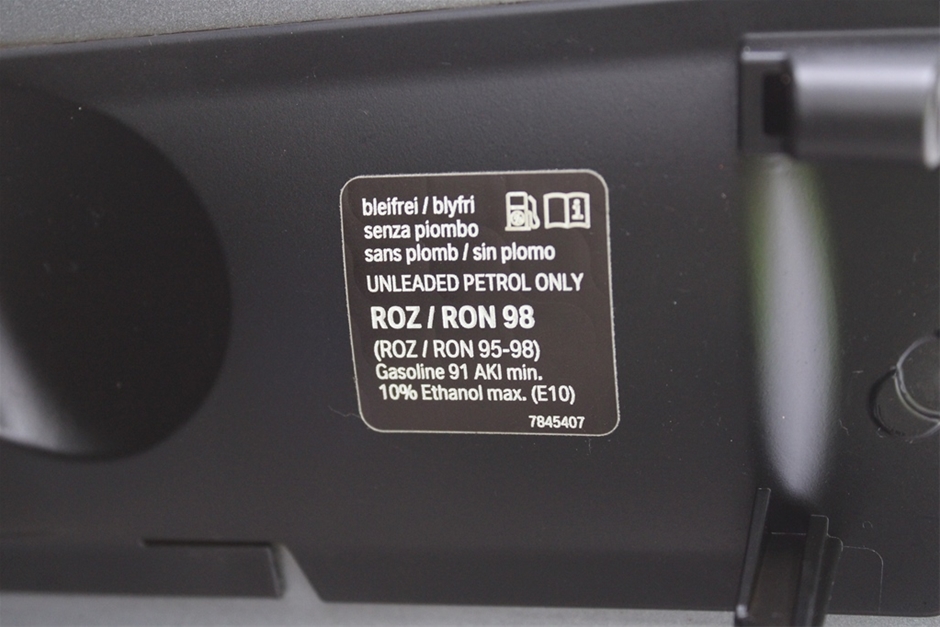 bleifrei / blyfri
senza piombo
sans plomb / sin plomo
UNLEADED PETROL ONLY
ROZ / RON 98
(ROZ / RON 95-98)
Gasoline 91 AKI min.
10% Ethanol max. (E10)
7845407